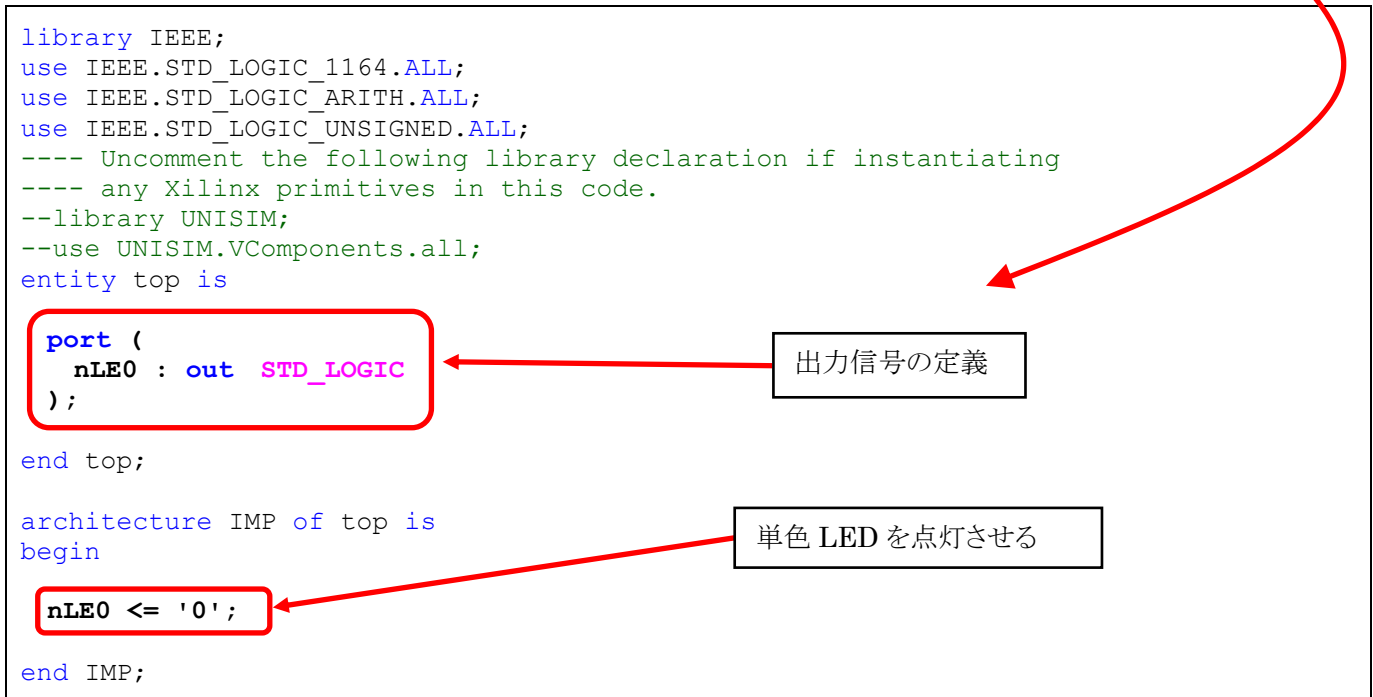 library IEEE;
use IEEE.STD_LOGIC_1164.ALL;
use IEEE.STD_LOGIC_ARITH.ALL;
use IEEE.STD_LOGIC_UNSIGNED.ALL;
---- Uncomment the following library declaration if instantiating
---- any Xilinx primitives in this code.
--library UNISIM;
--use UNISIM.VComponents.all;
entity top is
port (
nLE0 : out STD_LOGIC
);
出力信号の定義
end top;
architecture IMP of top is
begin
単色 LED を点灯させる
nLE0 <= '0';
end IMP;